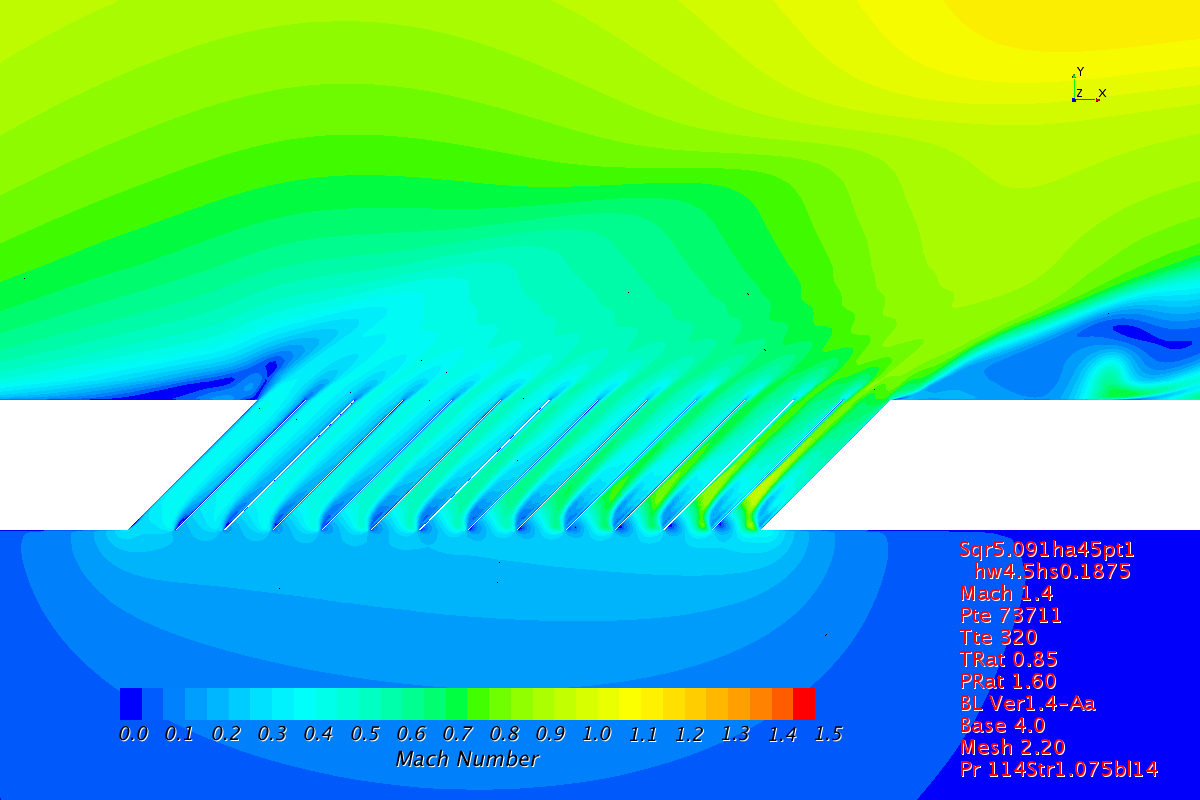 Y
Z X
Sqr5.091ha45pt1
hw4.5hs0.1875
Mach 1.4
Pte 73711
Tte 320
TRat 0.85
PRat 1.60
BL Ver1.4-Aa
Base 4.0
Mesh 2.20
Pr 114Str1.075bl14
0.0 0.1 0.2 0.3 0.4 0.5 0.6 0.7 0.8 0.9 1.0 1.1 1.2 1.3 1.4 1.5
Mach Number